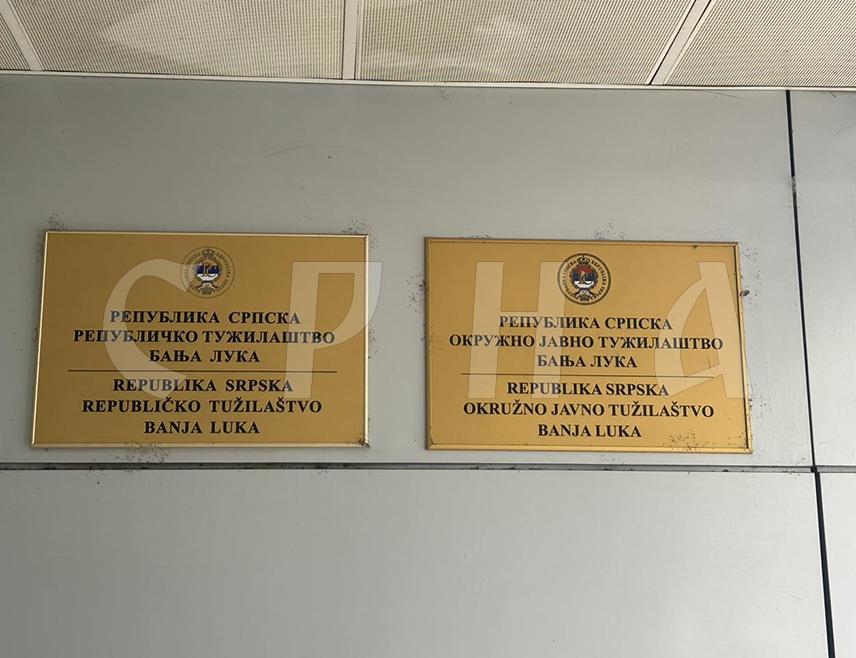 РЕПУБЛИКА СРПСКА
РЕПУБЛИЧКО ТУЖИЛАШТВО
БАЊА ЛУКА
REPUBLIKA SRPSKA
REPUBLIČKO TUŽILAŠTVO
BANJA LUKA
РЕПУБЛИКА СРПСКА
ОКРУЖНО ЈАВНО ТУЖИЛАШТВО
БАЊА ЛУКА
REPUBLIKA SRPSKA
OKRUŽNO JAVNO TUŽILAŠTVO
BANJA LUKA
СРНА